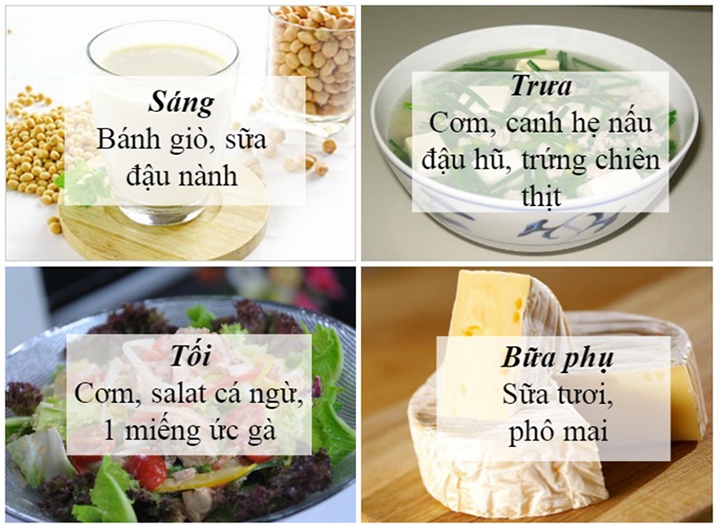 Sáng
Bánh giò, sữa
đậu nành
Trưa
Cơm, canh hẹ nấu
đậu hũ, trứng chiên
thịt
Tối
Cơm, salat cá ngừ,
1 miếng ức gà
Bữa phụ
Sữa tươi,
phô mai